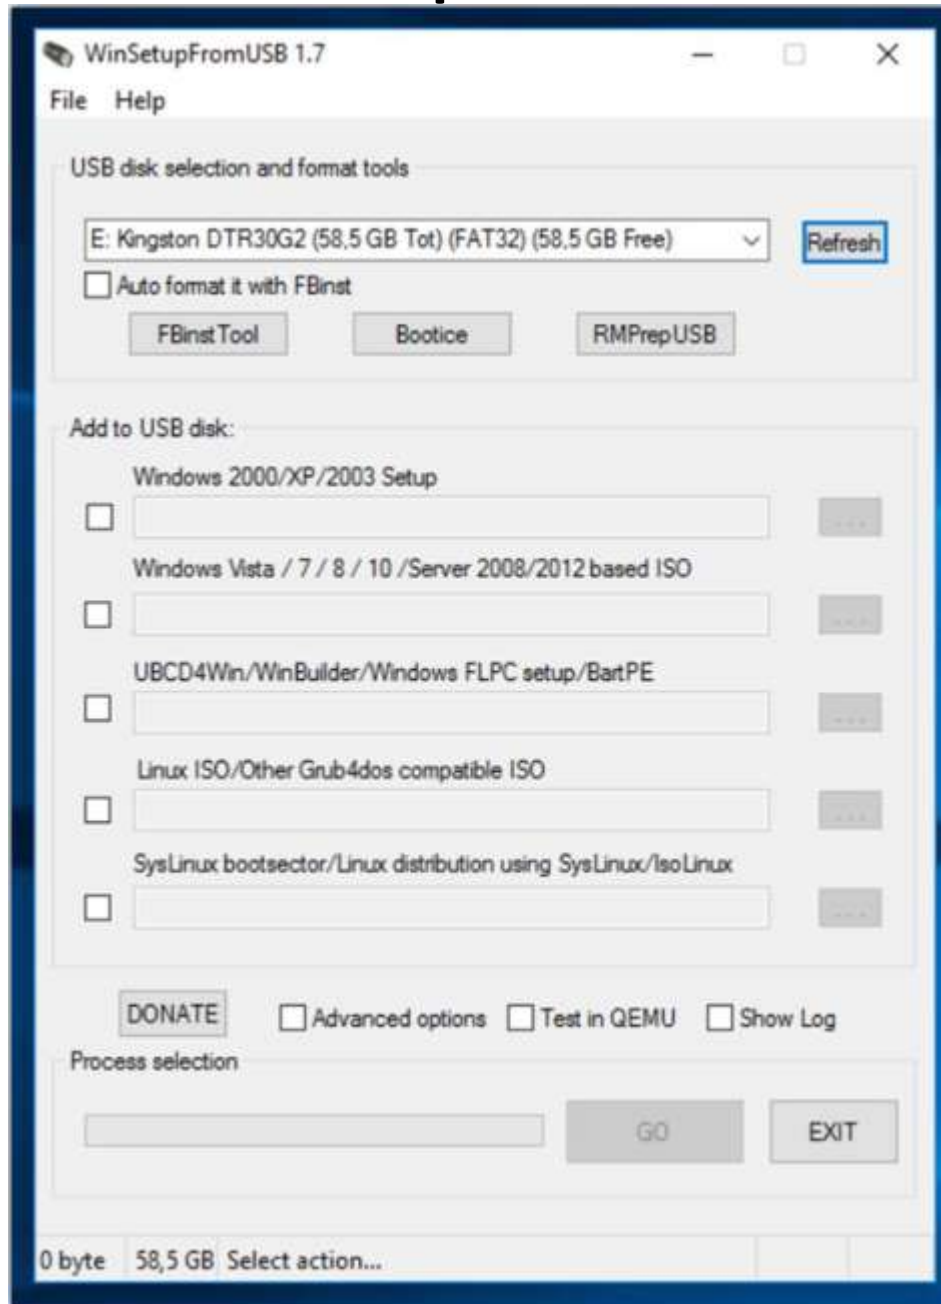 WinSetupFromUSB 1.7
File Help
USB disk selection and format tools
E: Kingston DTR30G2 (58,5 GB Tot) (FAT32) (58,5 GB Free)
Refresh
Auto format it with FBinst
FBinstTool Bootice RMPrepUSB
Add to USB disk:
Windows 2000/XP/2003 Setup
...
Windows Vista / 7 / 8 / 10 /Server 2008/2012 based ISO
...
UBCD4Win/WinBuilder/Windows FLPC setup/BartPE
...
Linux ISO/Other Grub4dos compatible ISO
...
SysLinux bootsector/Linux distribution using SysLinux/IsoLinux
...
DONATE Advanced options Test in QEMU Show Log
Process selection
GO EXIT
0 byte 58,5 GB Select action...